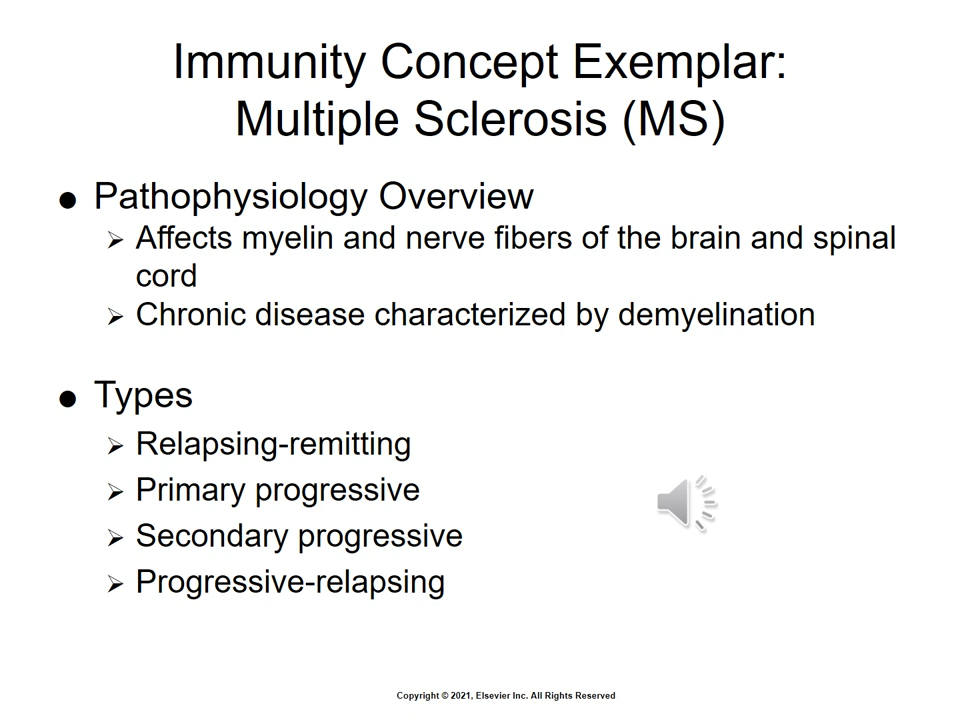 Immunity Concept Exemplar:
Multiple Sclerosis (MS)
● Pathophysiology Overview
➢ Affects myelin and nerve fibers of the brain and spinal
cord
➢ Chronic disease characterized by demyelination
● Types
➢ Relapsing-remitting
➢ Primary progressive
➢ Secondary progressive
➢ Progressive-relapsing
Copyright © 2021, Elsevier Inc. All Rights Reserved